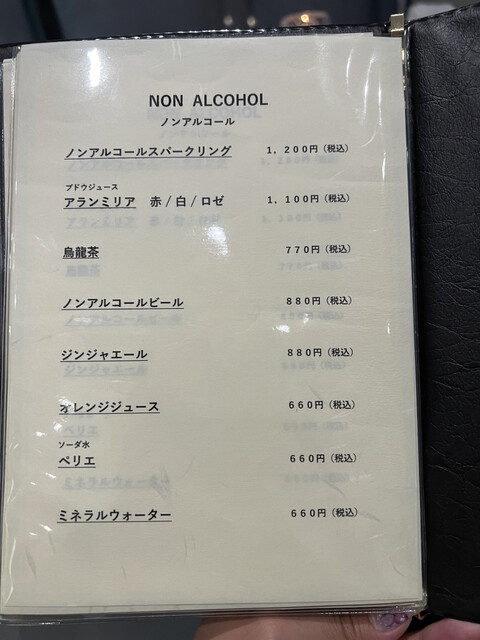 NON ALCOHOL
ノンアルコール
ノンアルコールスパークリング 1，200円（税込）
ブドウジュース
アランミリア 赤/白/ロゼ 1，100円（税込）
烏龍茶 770円（税込）
ノンアルコールビール 880円（税込）
ジンジャエール 880円（税込）
オレンジジュース 660円（税込）
ソーダ水
ペリエ 660円（税込）
ミネラルウォーター 660円（税込）